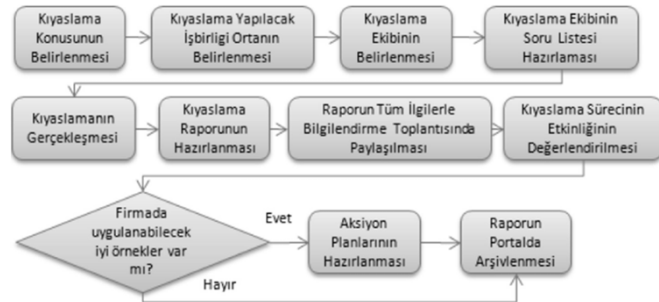 Kıyaslama
Konusunun
Belirlenmesi
Kıyaslama Yapılacak
İşbirligi Ortanın
Belirlenmesi
Kıyaslama
Ekibinin
Belirlenmesi
Kıyaslama Ekibinin
Soru Listesi
Hazırlaması
Kıyaslamanın
Gerçekleşmesi
Kıyaslama
Raporunun
Hazırlanması
Raporun Tüm İlgilerle
Bilgilendirme Toplantısında
Paylaşılması
Kıyaslama Sürecinin
Etkinliğinin
Değerlendirilmesi
Firmada
uygulanabilecek
iyi örnekler var
mı?
Evet
Hayır
Aksiyon
Planlarının
Hazırlanması
Raporun
Portalda
Arşivlenmesi